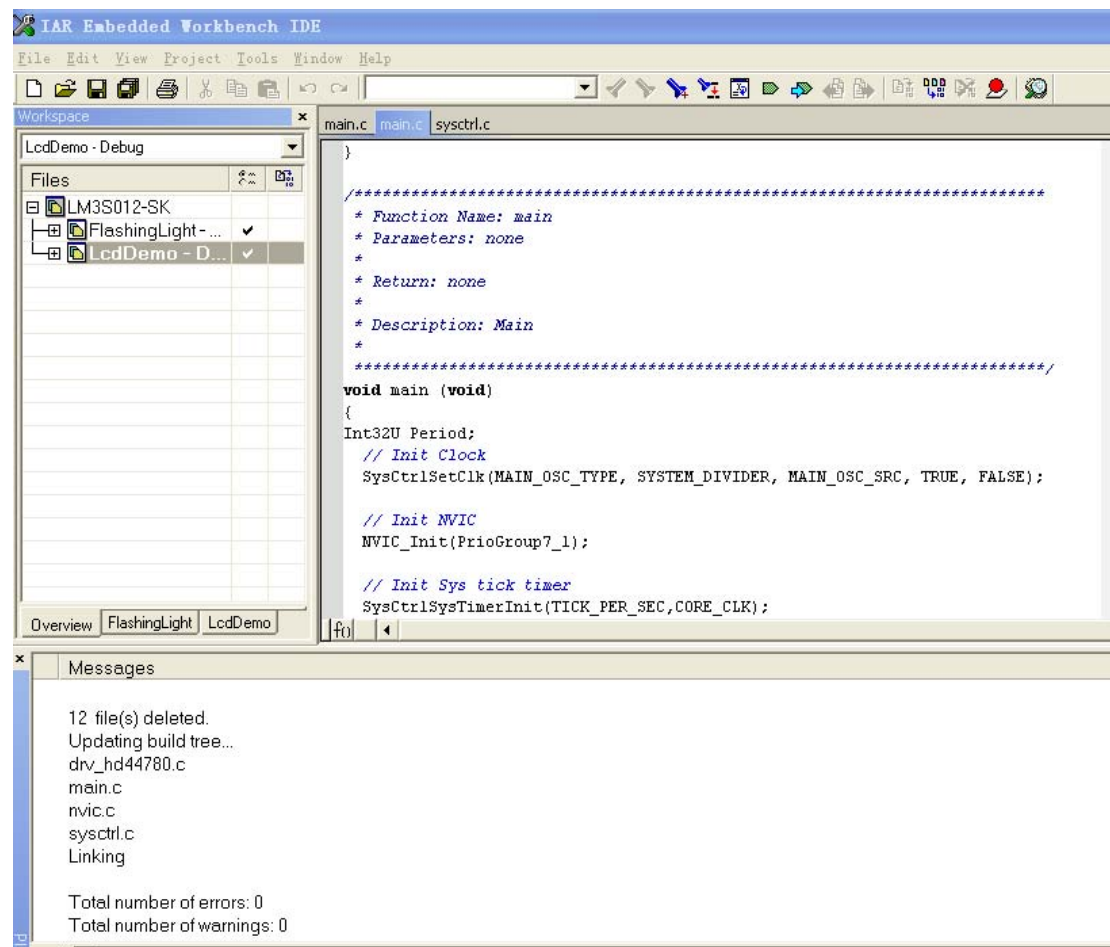 IAR Embedded Workbench IDE
File Edit View Project Tools Window Help
Workspace
LcdDemo - Debug
Files
LM3S012-SK
FlashingLight - ...
LcdDemo - D...
Overview FlashingLight LcdDemo
main.c main.c sysctrl.c
}
/*************************************************************************
* Function Name: main
* Parameters: none
*
* Return: none
*
* Description: Main
*
*************************************************************************/
void main (void)
{
Int32U Period;
// Init Clock
SysCtrlSetClk(MAIN_OSC_TYPE, SYSTEM_DIVIDER, MAIN_OSC_SRC, TRUE, FALSE);
// Init NVIC
NVIC_Init(PrioGroup7_1);
// Init Sys tick timer
SysCtrlSysTimerInit(TICK_PER_SEC,CORE_CLK);
f()
Messages
12 file(s) deleted.
Updating build tree...
drv_hd44780.c
main.c
nvic.c
sysctrl.c
Linking
Total number of errors: 0
Total number of warnings: 0